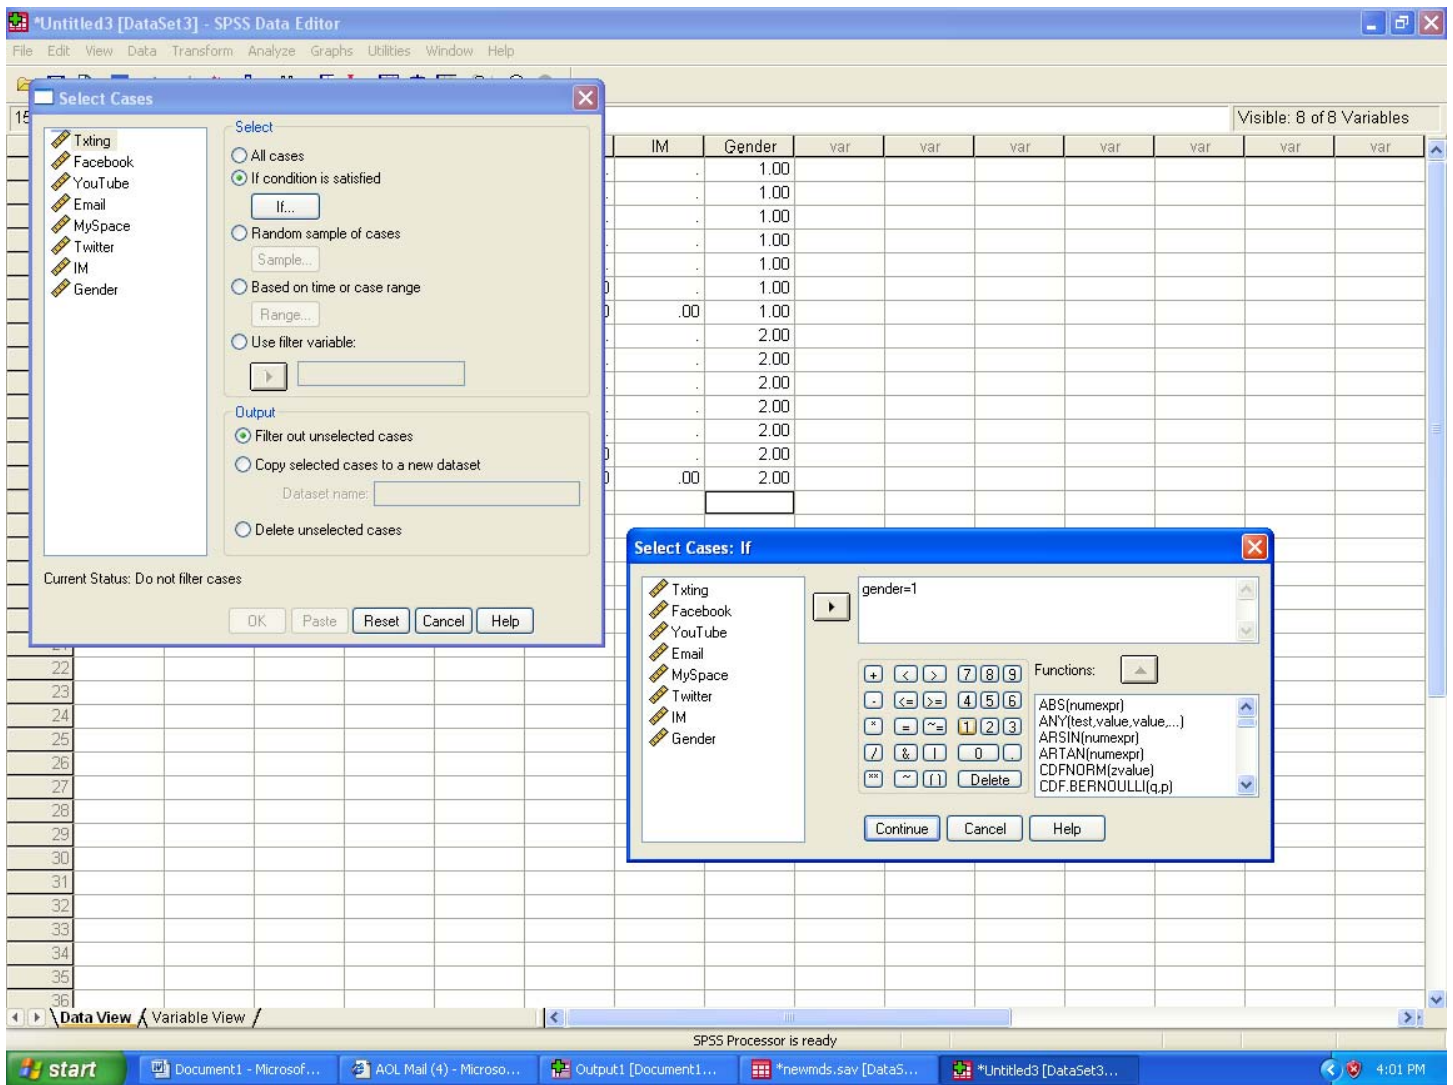 *Untitled3 [DataSet3] - SPSS Data Editor
File Edit View Data Transform Analyze Graphs Utilities Window Help
Select Cases
15
Visible: 8 of 8 Variables
Txting
Facebook
YouTube
Email
MySpace
Twitter
IM
Gender
Select
All cases
If condition is satisfied
If...
Random sample of cases
Sample...
Based on time or case range
Range...
Use filter variable:
Output
Filter out unselected cases
Copy selected cases to a new dataset
Dataset name:
Delete unselected cases
Current Status: Do not filter cases
OK Paste Reset Cancel Help
IM Gender var var var var var var var
. . 1.00
. . 1.00
. . 1.00
. . 1.00
. . 1.00
0 . 1.00
0 .00 1.00
. . 2.00
. . 2.00
. . 2.00
. . 2.00
. . 2.00
0 . 2.00
0 .00 2.00
Select Cases: If
Txting
Facebook
YouTube
Email
MySpace
Twitter
IM
Gender
gender=1
+ < > 7 8 9
- <= >= 4 5 6
* = ~= 1 2 3
/ & | 0 .
** ~ () Delete
Functions:
ABS(numexpr)
ANY(test,value,value,...)
ARSIN(numexpr)
ARTAN(numexpr)
CDFNORM(zvalue)
CDF.BERNOULLI(q,p)
Continue Cancel Help
21
22
23
24
25
26
27
28
29
30
31
32
33
34
35
36
Data View Variable View
SPSS Processor is ready
start Document1 - Microsof... AOL Mail (4) - Microso... Output1 [Document1... *newmds.sav [DataS... *Untitled3 [DataSet3... 4:01 PM